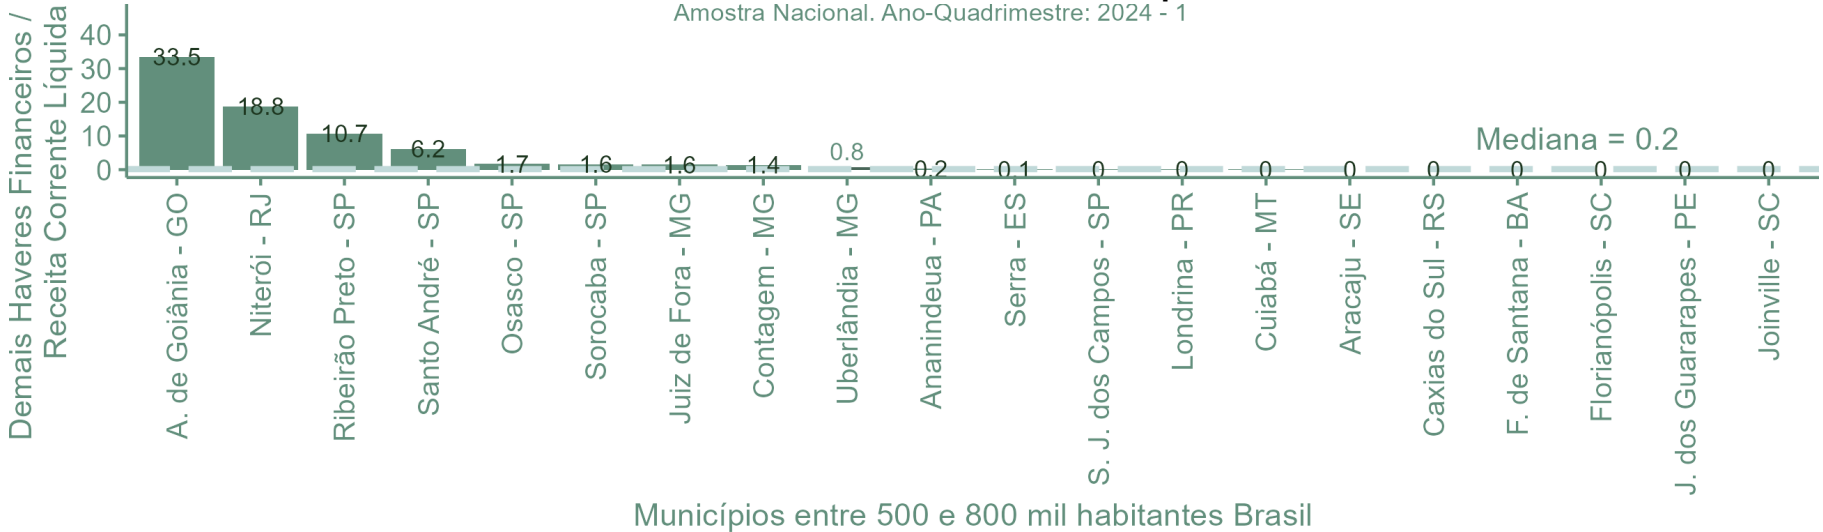 Amostra Nacional. Ano-Quadrimestre: 2024 - 1
Demais Haveres Financeiros /
Receita Corrente Líquida
40
30
20
10
0
33.5
18.8
10.7
6.2
1.7
1.6
1.6
1.4
0.8
0.2
0.1
0
0
0
0
0
0
0
0
0
Mediana = 0.2
A. de Goiânia - GO
Niterói - RJ
Ribeirão Preto - SP
Santo André - SP
Osasco - SP
Sorocaba - SP
Juiz de Fora - MG
Contagem - MG
Uberlândia - MG
Ananindeua - PA
Serra - ES
S. J. dos Campos - SP
Londrina - PR
Cuiabá - MT
Aracaju - SE
Caxias do Sul - RS
F. de Santana - BA
Florianópolis - SC
J. dos Guararapes - PE
Joinville - SC
Municípios entre 500 e 800 mil habitantes Brasil